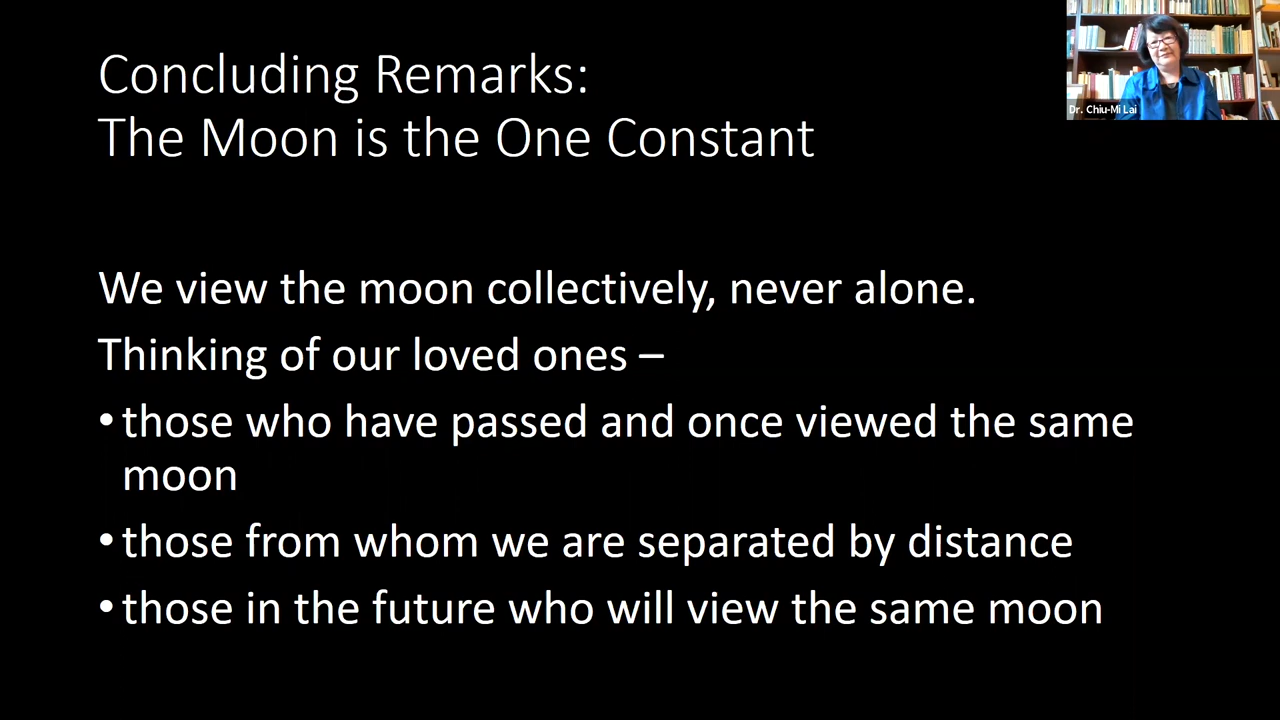 Concluding Remarks:
The Moon is the One Constant
Dr. Chiu-Mi Lai
We view the moon collectively, never alone.
Thinking of our loved ones –
•those who have passed and once viewed the same
moon
•those from whom we are separated by distance
•those in the future who will view the same moon